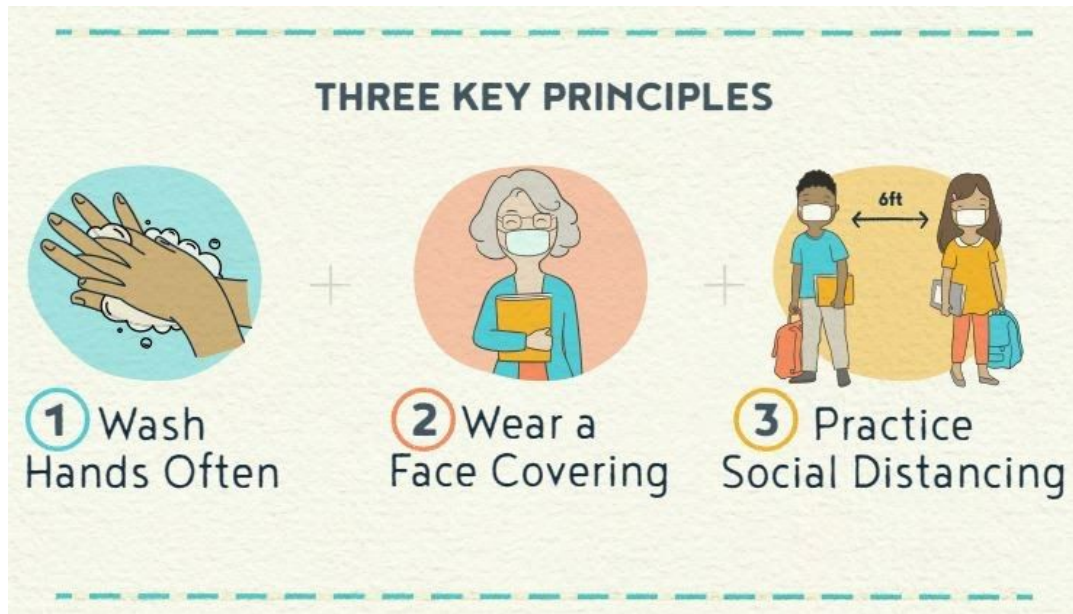 THREE KEY PRINCIPLES
6ft
1 Wash
Hands Often
2 Wear a
Face Covering
3 Practice
Social Distancing